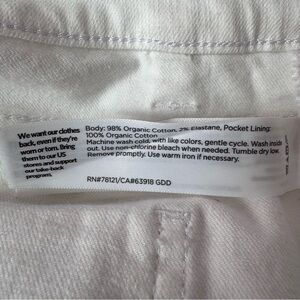 We want our clothes
back, even if they're
worn or torn. Bring
them to our US
stores and support
our take-back
program.
Body: 98% Organic Cotton, 2% Elastane, Pocket Lining:
100% Organic Cotton
Machine wash cold, with like colors, gentle cycle. Wash inside
out. Use non-chlorine bleach when needed. Tumble dry low.
Remove promptly. Use warm iron if necessary.
RN#78121/CA#63918 GDD